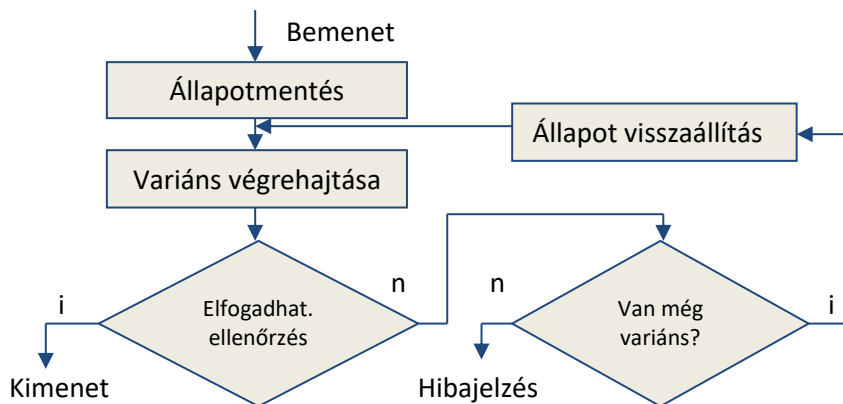 Bemenet
Állapotmentés
Állapot visszaállítás
Variáns végrehajtása
i
Elfogadhat.
ellenőrzés
n
n
Van még
variáns?
i
Kimenet
Hibajelzés